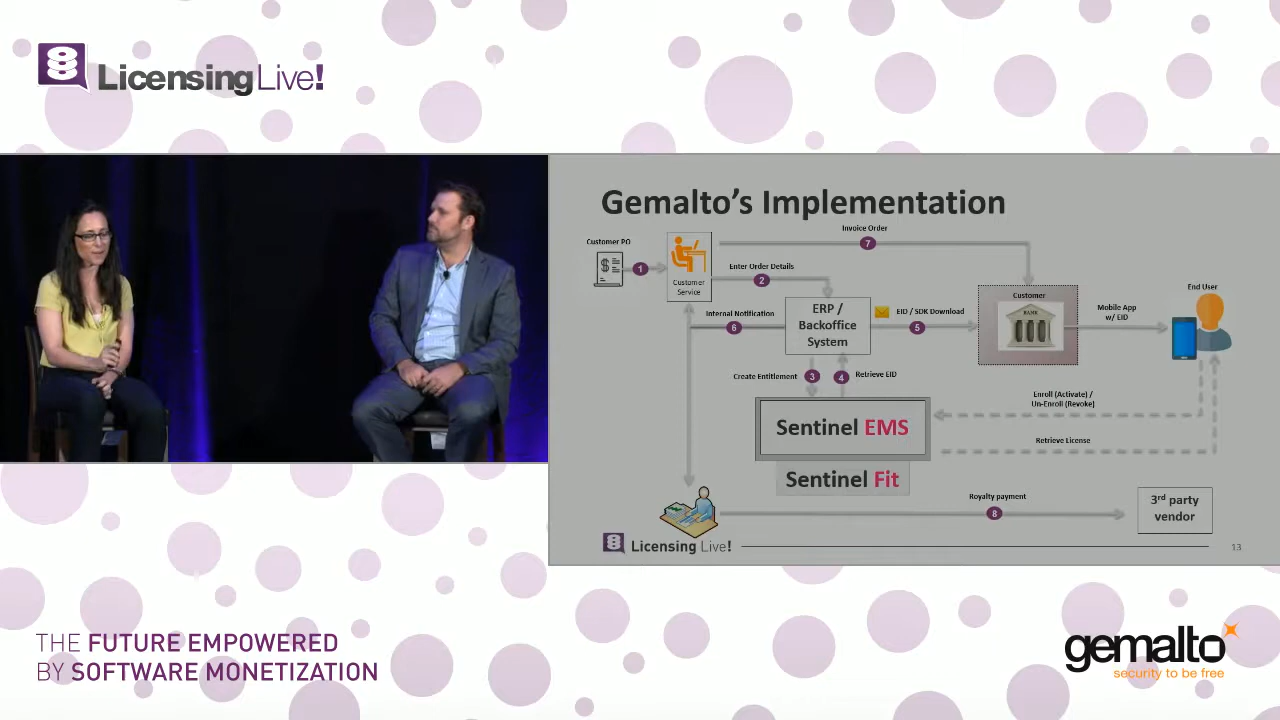 8 Licensing Live!
Gemalto's Implementation
Invoice Order
7
Customer PO
1
Customer
Service
Enter Order Details
2
ERP /
Backoffice
System
Internal Notification
6
EID / SDK Download
5
Customer
BANK
Mobile App
w/ EID
End User
Create Entitlement
3
4
Retrieve EID
Enroll (Activate) /
Un-Enroll (Revoke)
Sentinel EMS
Retrieve License
Sentinel Fit
Royalty payment
8
3rd party
vendor
8 Licensing Live!
13
THE FUTURE EMPOWERED
BY SOFTWARE MONETIZATION
gemalto
security to be free